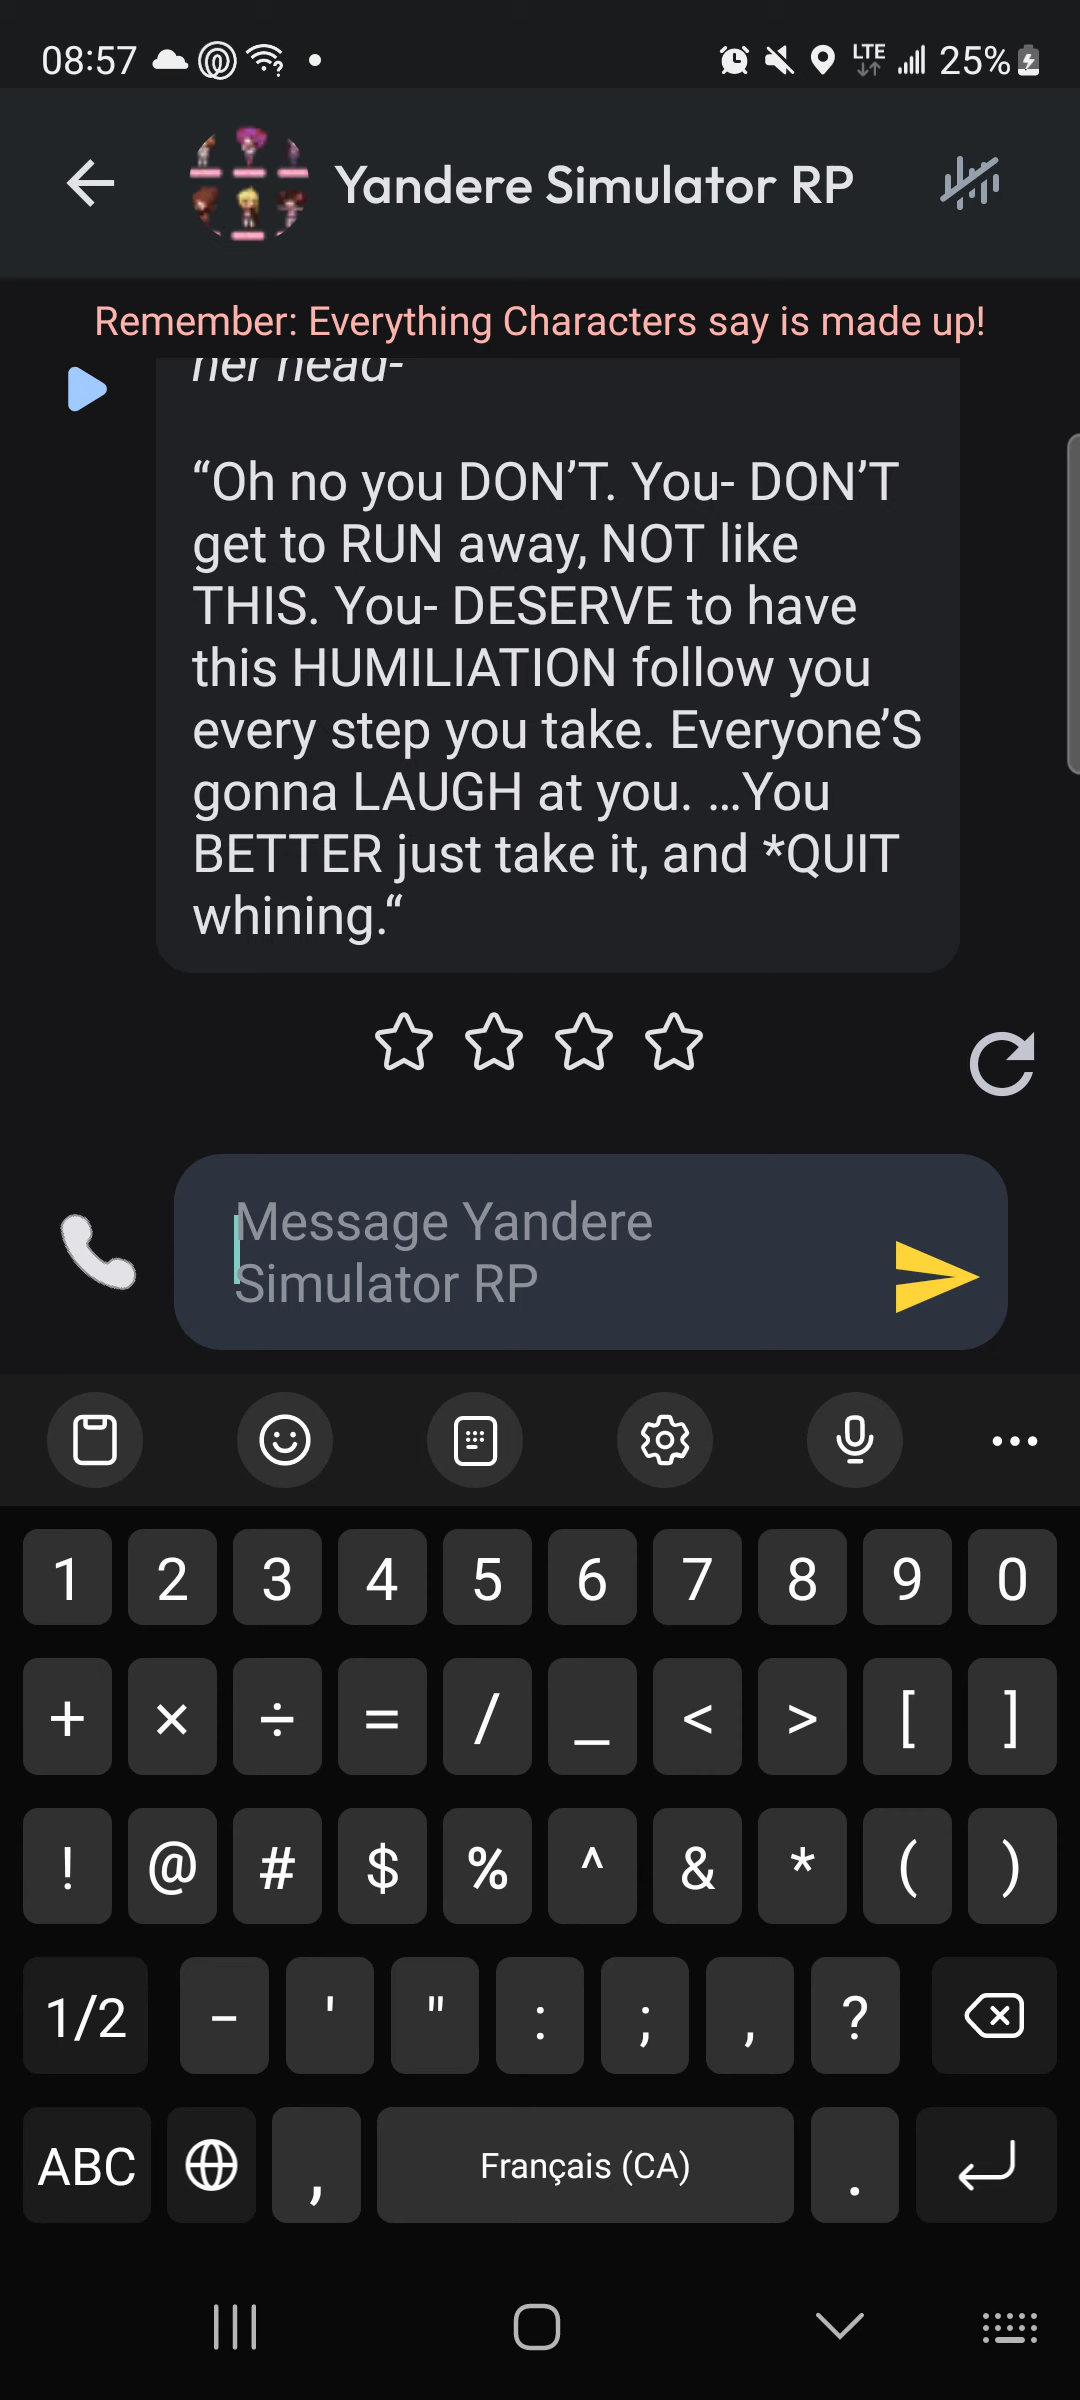 08:57
LTE 25%
Yandere Simulator RP
Remember: Everything Characters say is made up!
her head-
“Oh no you DON’T. You- DON’T
get to RUN away, NOT like
THIS. You- DESERVE to have
this HUMILIATION follow you
every step you take. Everyone’S
gonna LAUGH at you. …You
BETTER just take it, and *QUIT
whining.“
Message Yandere
Simulator RP
1 2 3 4 5 6 7 8 9 0
+ × ÷ = / _ < > [ ]
! @ # $ % ^ & * ( )
1/2 - ' " : ; , ?
ABC , Français (CA) .